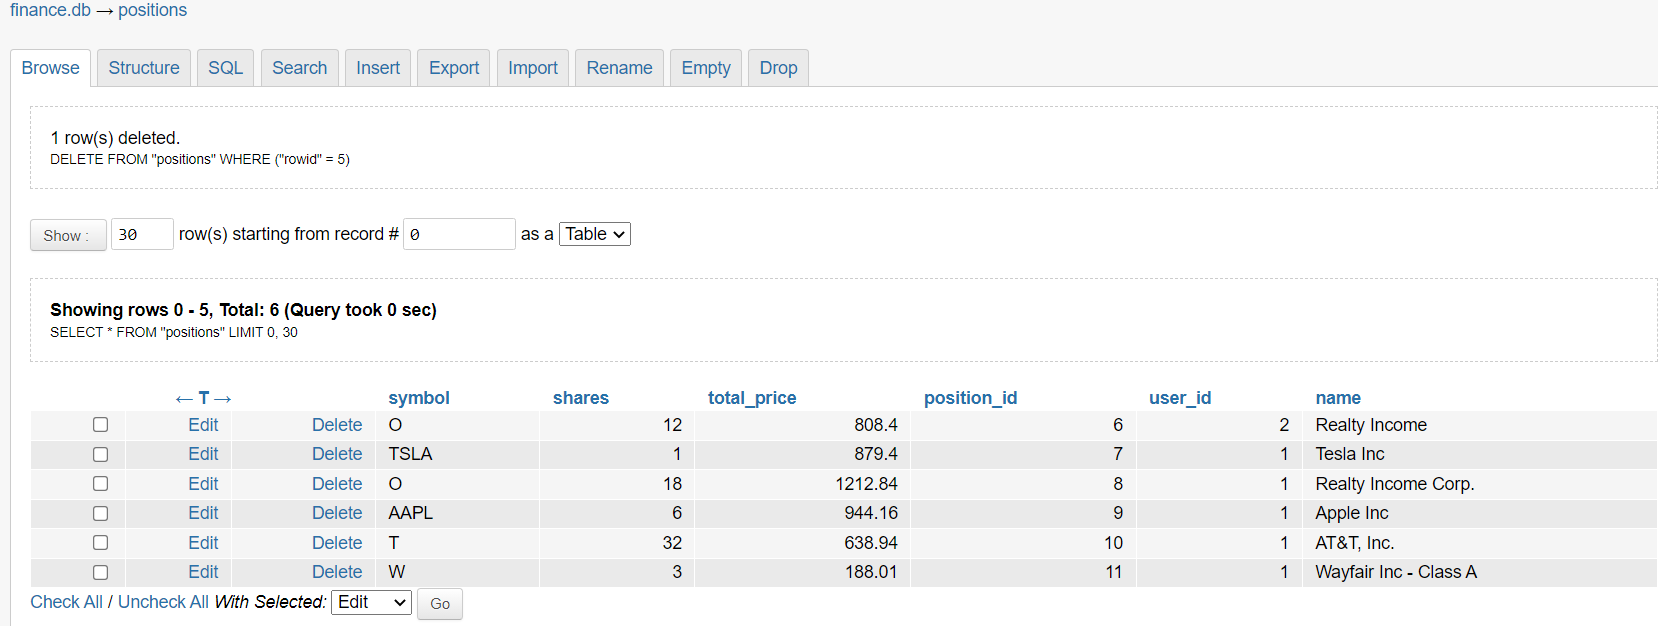 finance.db → positions
Browse Structure SQL Search Insert Export Import Rename Empty Drop
1 row(s) deleted.
DELETE FROM "positions" WHERE ("rowid" = 5)
Show : 30 row(s) starting from record # 0 as a Table
Showing rows 0 - 5, Total: 6 (Query took 0 sec)
SELECT * FROM "positions" LIMIT 0, 30
← T → symbol shares total_price position_id user_id name
Edit Delete O 12 808.4 6 2 Realty Income
Edit Delete TSLA 1 879.4 7 1 Tesla Inc
Edit Delete O 18 1212.84 8 1 Realty Income Corp.
Edit Delete AAPL 6 944.16 9 1 Apple Inc
Edit Delete T 32 638.94 10 1 AT&T, Inc.
Edit Delete W 3 188.01 11 1 Wayfair Inc - Class A
Check All / Uncheck All With Selected: Edit Go